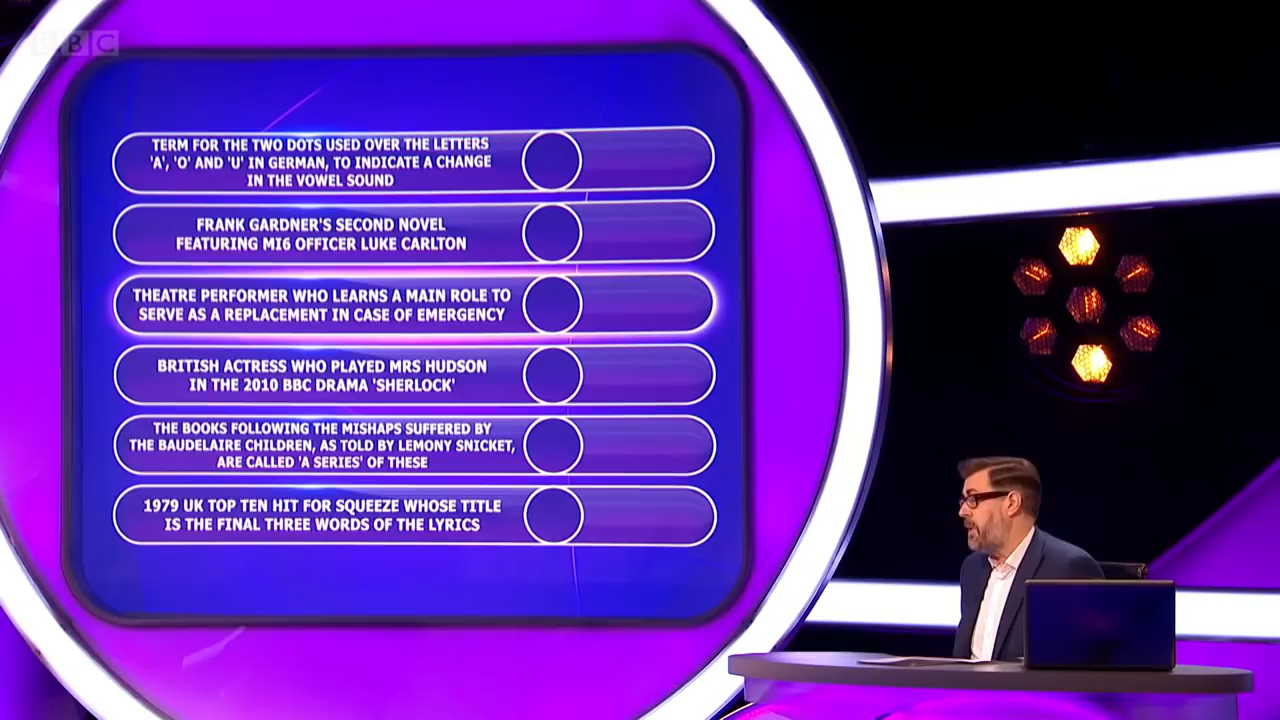 BBC
TERM FOR THE TWO DOTS USED OVER THE LETTERS
'A', 'O' AND 'U' IN GERMAN, TO INDICATE A CHANGE
IN THE VOWEL SOUND
FRANK GARDNER'S SECOND NOVEL
FEATURING MI6 OFFICER LUKE CARLTON
THEATRE PERFORMER WHO LEARNS A MAIN ROLE TO
SERVE AS A REPLACEMENT IN CASE OF EMERGENCY
BRITISH ACTRESS WHO PLAYED MRS HUDSON
IN THE 2010 BBC DRAMA 'SHERLOCK'
THE BOOKS FOLLOWING THE MISHAPS SUFFERED BY
THE BAUDELAIRE CHILDREN, AS TOLD BY LEMONY SNICKET,
ARE CALLED 'A SERIES' OF THESE
1979 UK TOP TEN HIT FOR SQUEEZE WHOSE TITLE
IS THE FINAL THREE WORDS OF THE LYRICS